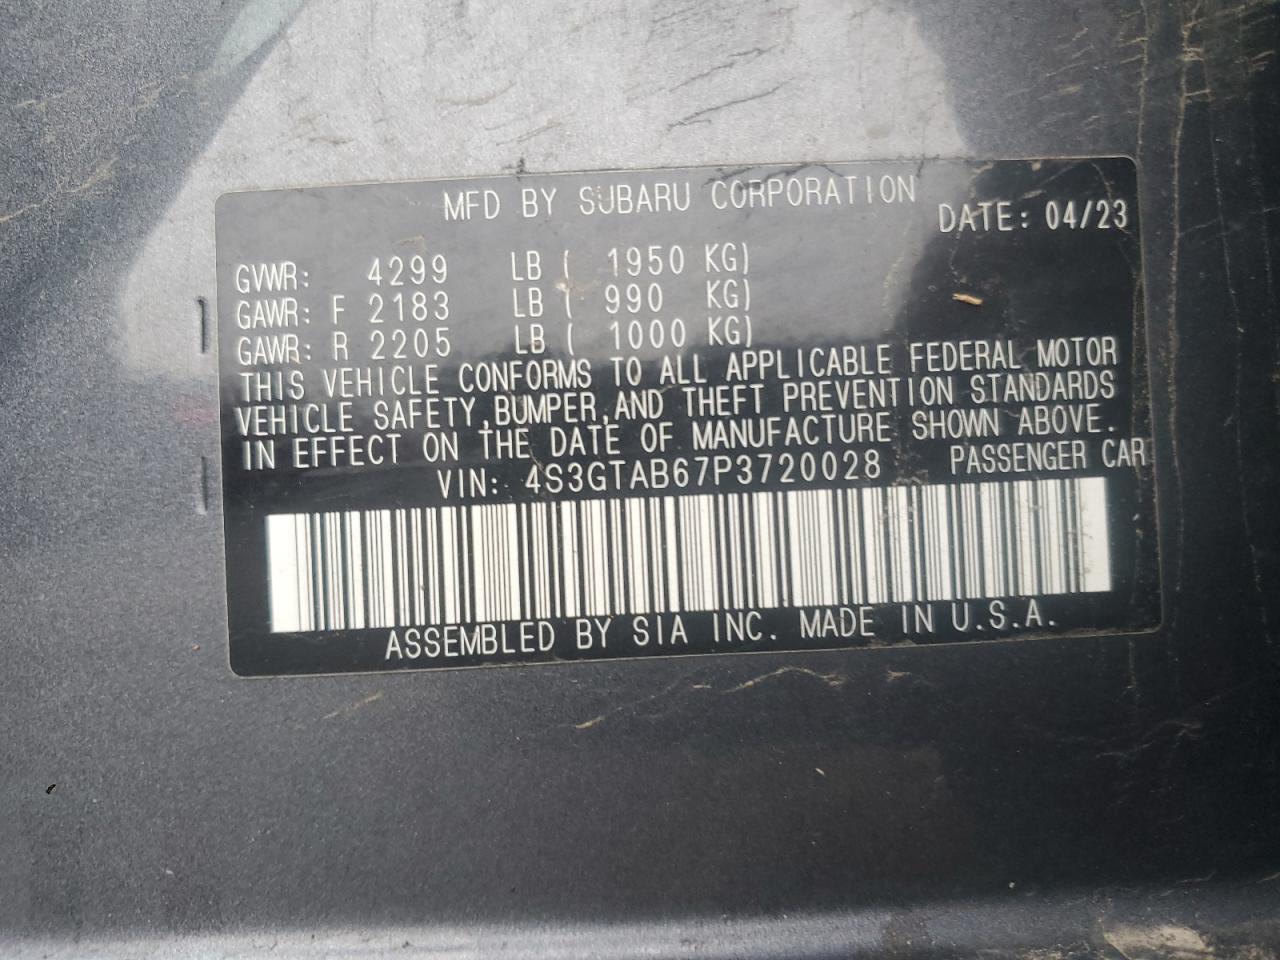 MFD BY SUBARU CORPORATION
DATE: 04/23
GVWR: 4299 LB ( 1950 KG)
GAWR: F 2183 LB ( 990 KG)
GAWR: R 2205 LB ( 1000 KG)
THIS VEHICLE CONFORMS TO ALL APPLICABLE FEDERAL MOTOR
VEHICLE SAFETY,BUMPER,AND THEFT PREVENTION STANDARDS
IN EFFECT ON THE DATE OF MANUFACTURE SHOWN ABOVE.
VIN: 4S3GTAB67P3720028 PASSENGER CAR
ASSEMBLED BY SIA INC. MADE IN U.S.A.